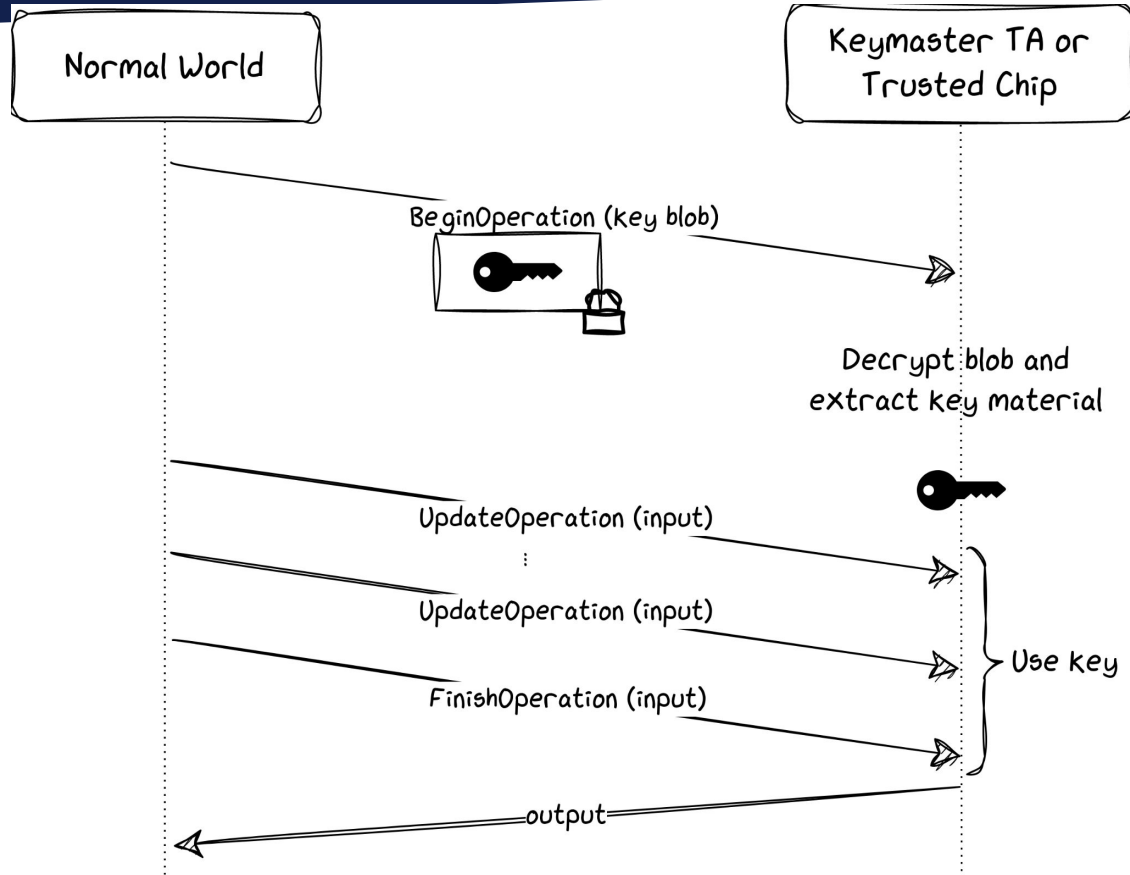 Normal World
Keymaster TA or
Trusted Chip
BeginOperation (key blob)
Decrypt blob and
extract key material
UpdateOperation (input)
⋮
UpdateOperation (input)
FinishOperation (input)
Use key
output